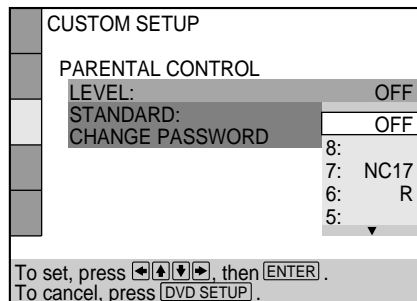 CUSTOM SETUP
PARENTAL CONTROL
LEVEL: OFF
STANDARD:
CHANGE PASSWORD
OFF
8:
7: NC17
6: R
5:
To set, press , then ENTER .
To cancel, press DVD SETUP .